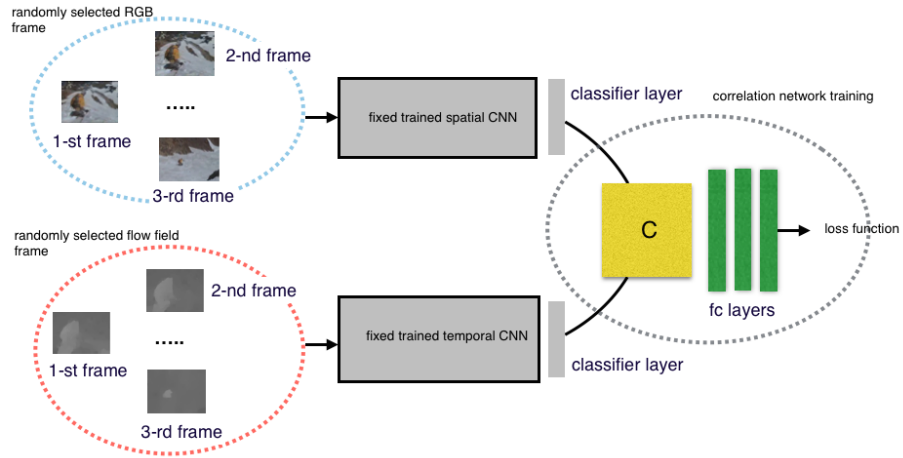 randomly selected RGB
frame
2-nd frame
.....
1-st frame
3-rd frame
fixed trained spatial CNN
classifier layer
correlation network training
C
fc layers
loss function
randomly selected flow field
frame
2-nd frame
.....
1-st frame
3-rd frame
fixed trained temporal CNN
classifier layer